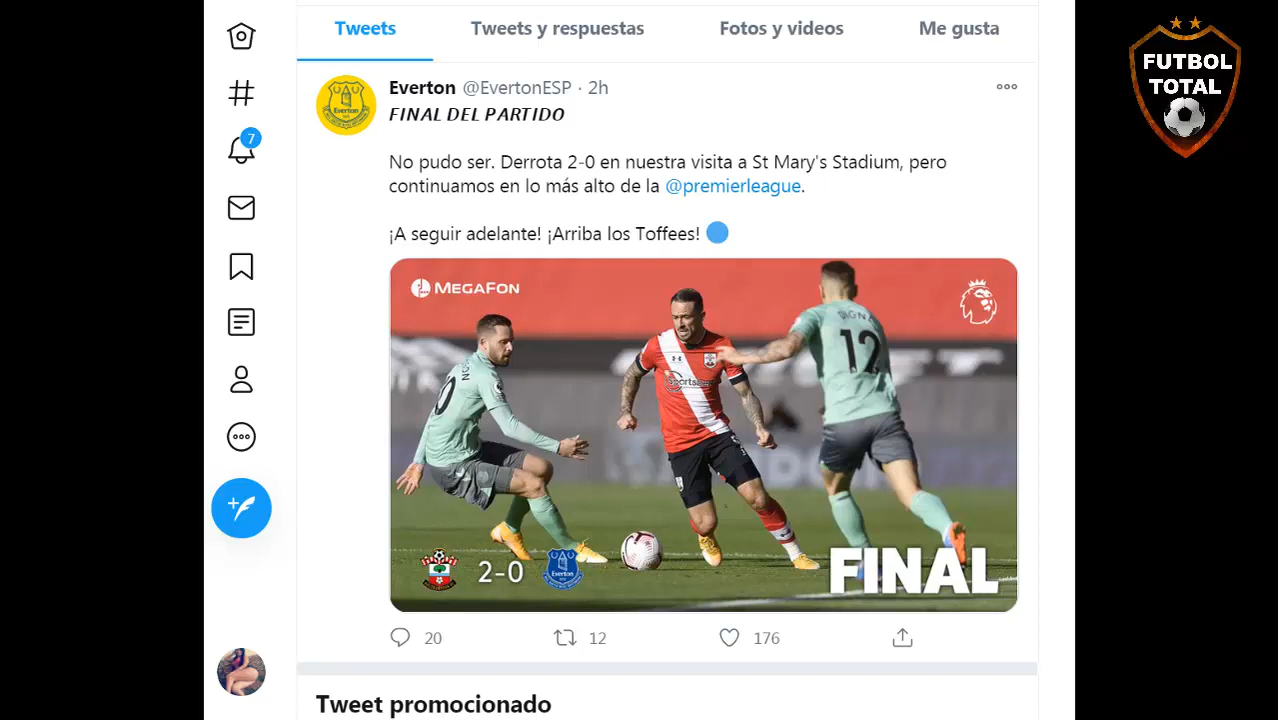 Tweets Tweets y respuestas Fotos y videos Me gusta
FUTBOL
TOTAL
7
Everton @EvertonESP · 2h
FINAL DEL PARTIDO
No pudo ser. Derrota 2-0 en nuestra visita a St Mary's Stadium, pero
continuamos en lo más alto de la @premierleague.
¡A seguir adelante! ¡Arriba los Toffees!
MEGAFON
12
2-0
FINAL
20 12 176
Tweet promocionado